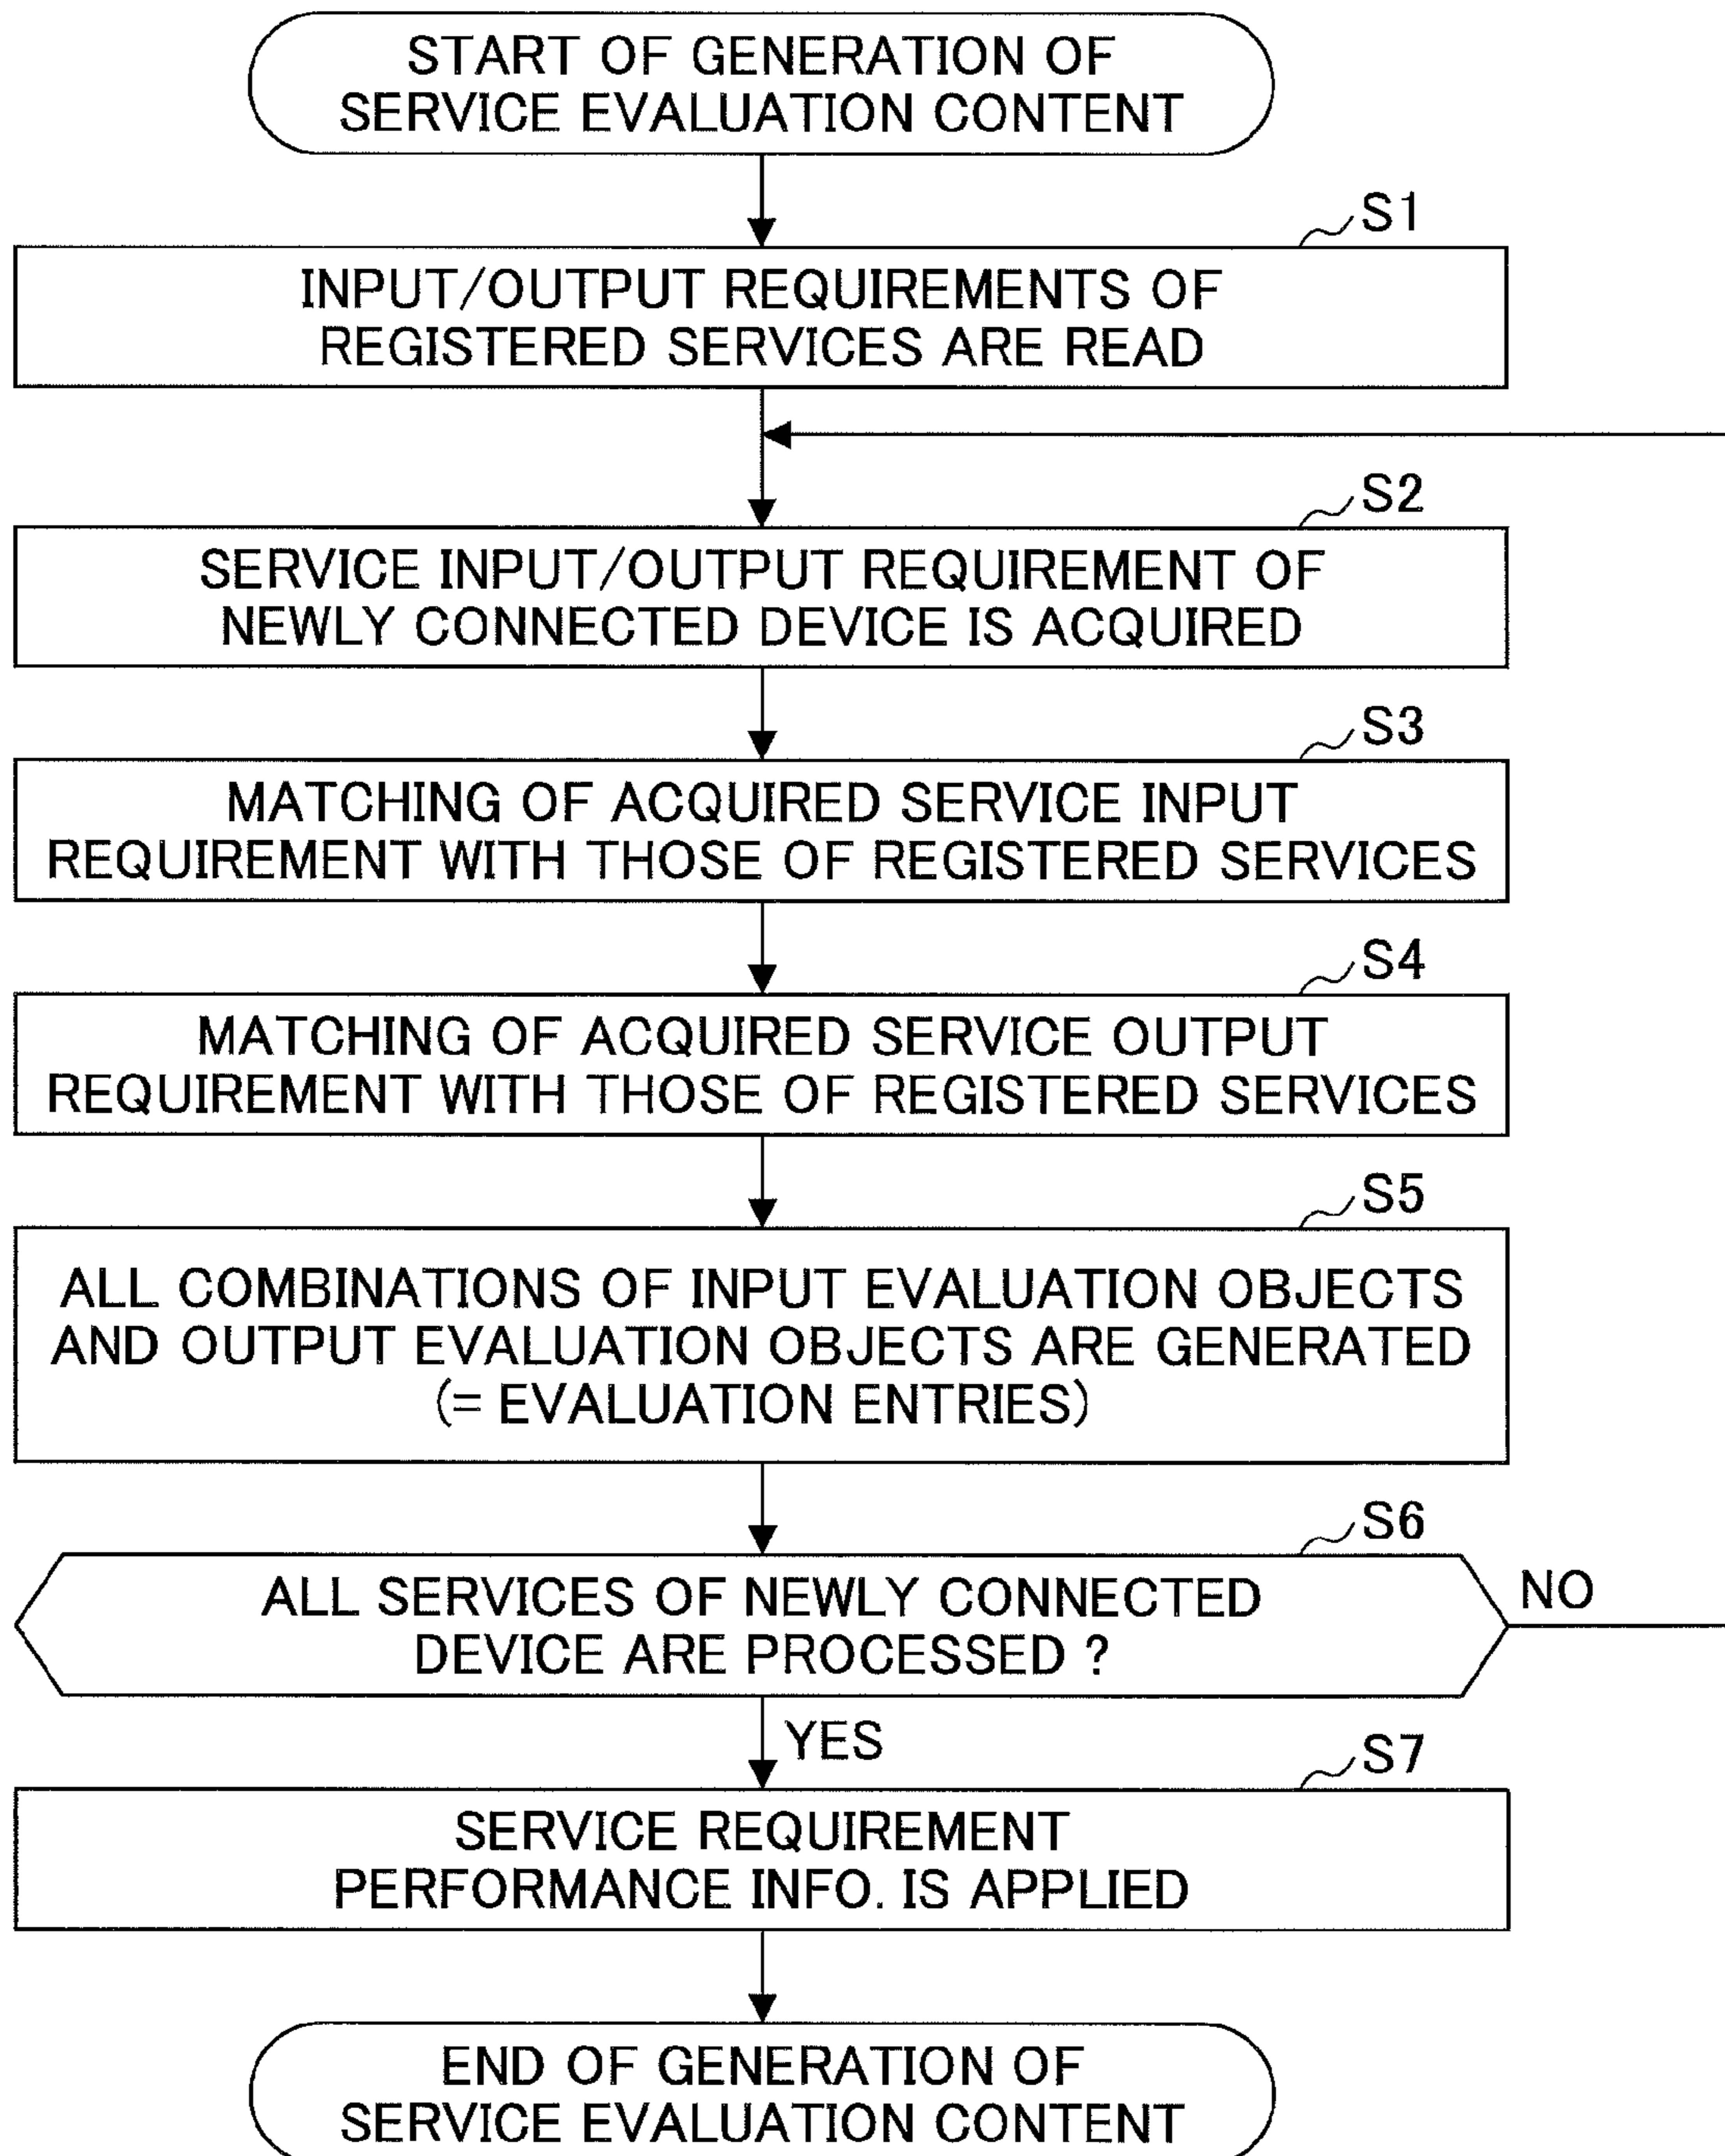 START OF GENERATION OF
SERVICE EVALUATION CONTENT
S1
INPUT/OUTPUT REQUIREMENTS OF
REGISTERED SERVICES ARE READ
S2
SERVICE INPUT/OUTPUT REQUIREMENT OF
NEWLY CONNECTED DEVICE IS ACQUIRED
S3
MATCHING OF ACQUIRED SERVICE INPUT
REQUIREMENT WITH THOSE OF REGISTERED SERVICES
S4
MATCHING OF ACQUIRED SERVICE OUTPUT
REQUIREMENT WITH THOSE OF REGISTERED SERVICES
S5
ALL COMBINATIONS OF INPUT EVALUATION OBJECTS
AND OUTPUT EVALUATION OBJECTS ARE GENERATED
(= EVALUATION ENTRIES)
S6
ALL SERVICES OF NEWLY CONNECTED
DEVICE ARE PROCESSED ?
NO
YES
S7
SERVICE REQUIREMENT
PERFORMANCE INFO. IS APPLIED
END OF GENERATION OF
SERVICE EVALUATION CONTENT